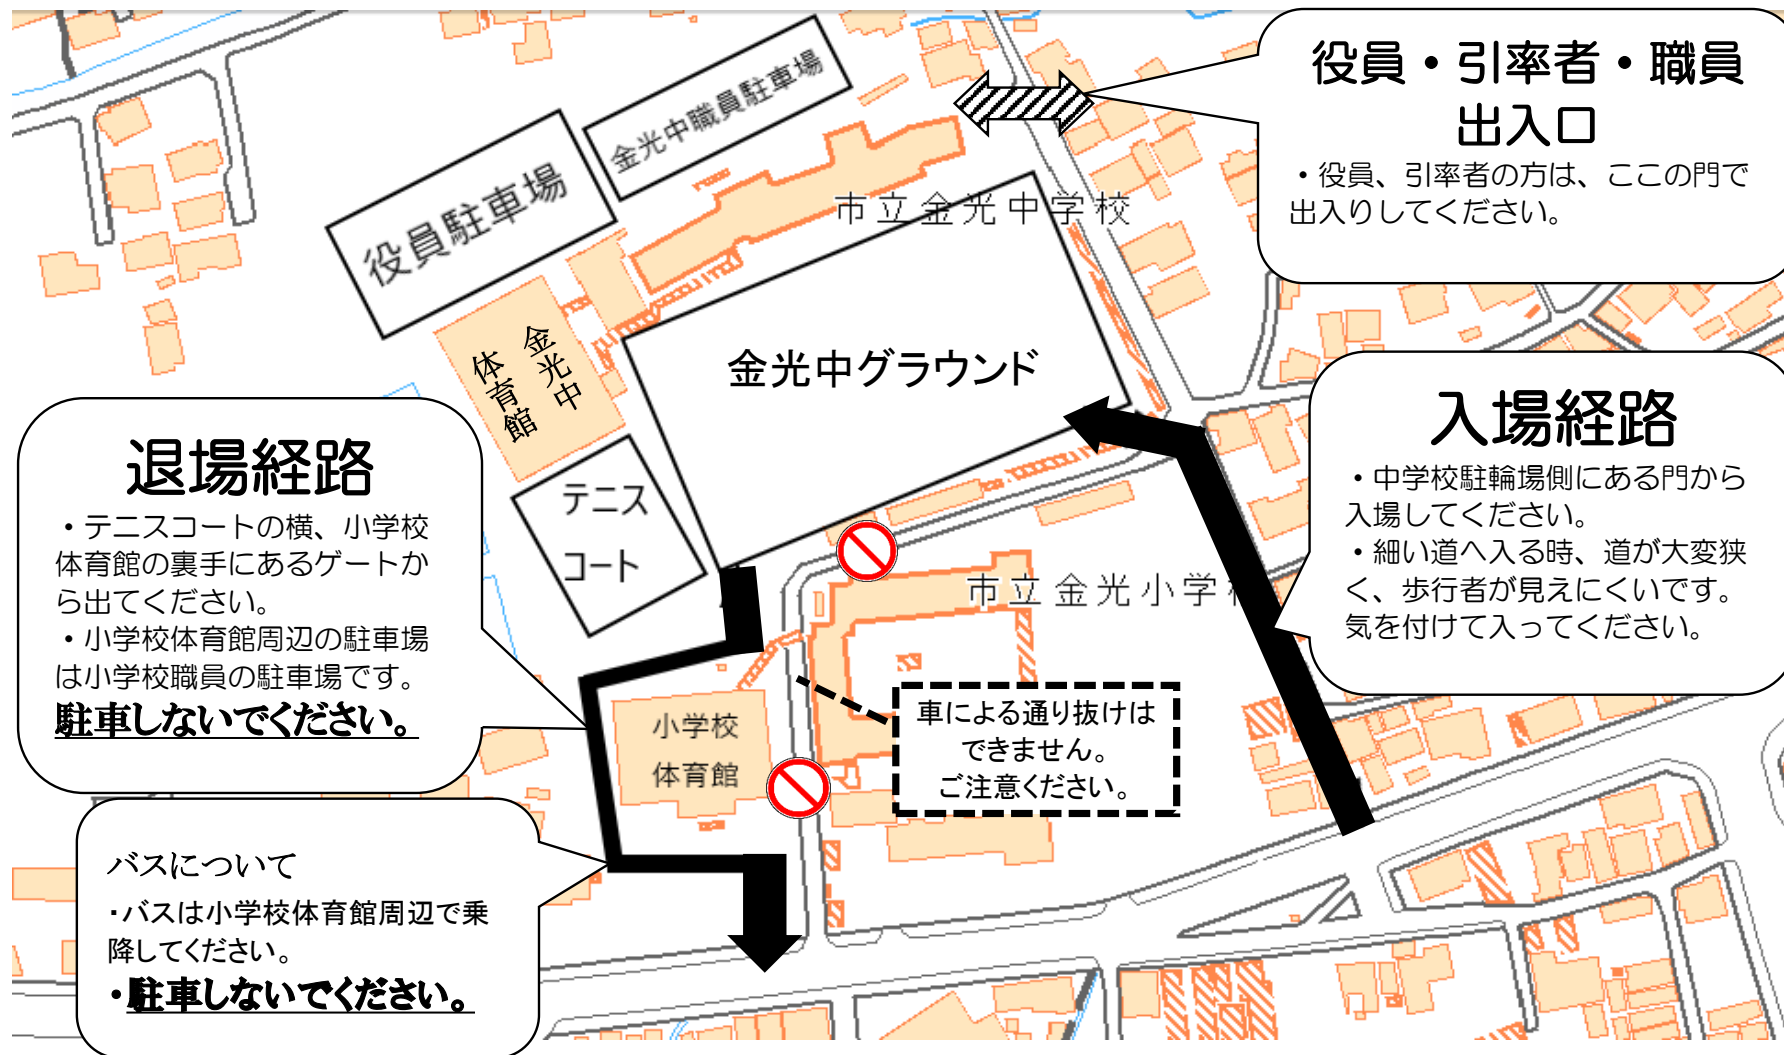 役員・引率者・職員
出入口
・役員、引率者の方は、ここの門で
出入りしてください。
金光中職員駐車場
役員駐車場
市立金光中学校
金光中
体育館
金光中グラウンド
入場経路
・中学校駐輪場側にある門から
入場してください。
・細い道へ入る時、道が大変狭
く、歩行者が見えにくいです。
気を付けて入ってください。
退場経路
・テニスコートの横、小学校
体育館の裏手にあるゲートか
ら出てください。
・小学校体育館周辺の駐車場
は小学校職員の駐車場です。
駐車しないでください。
テニス
コート
市立金光小学
車による通り抜けは
できません。
ご注意ください。
小学校
体育館
バスについて
・バスは小学校体育館周辺で乗
降してください。
・駐車しないでください。